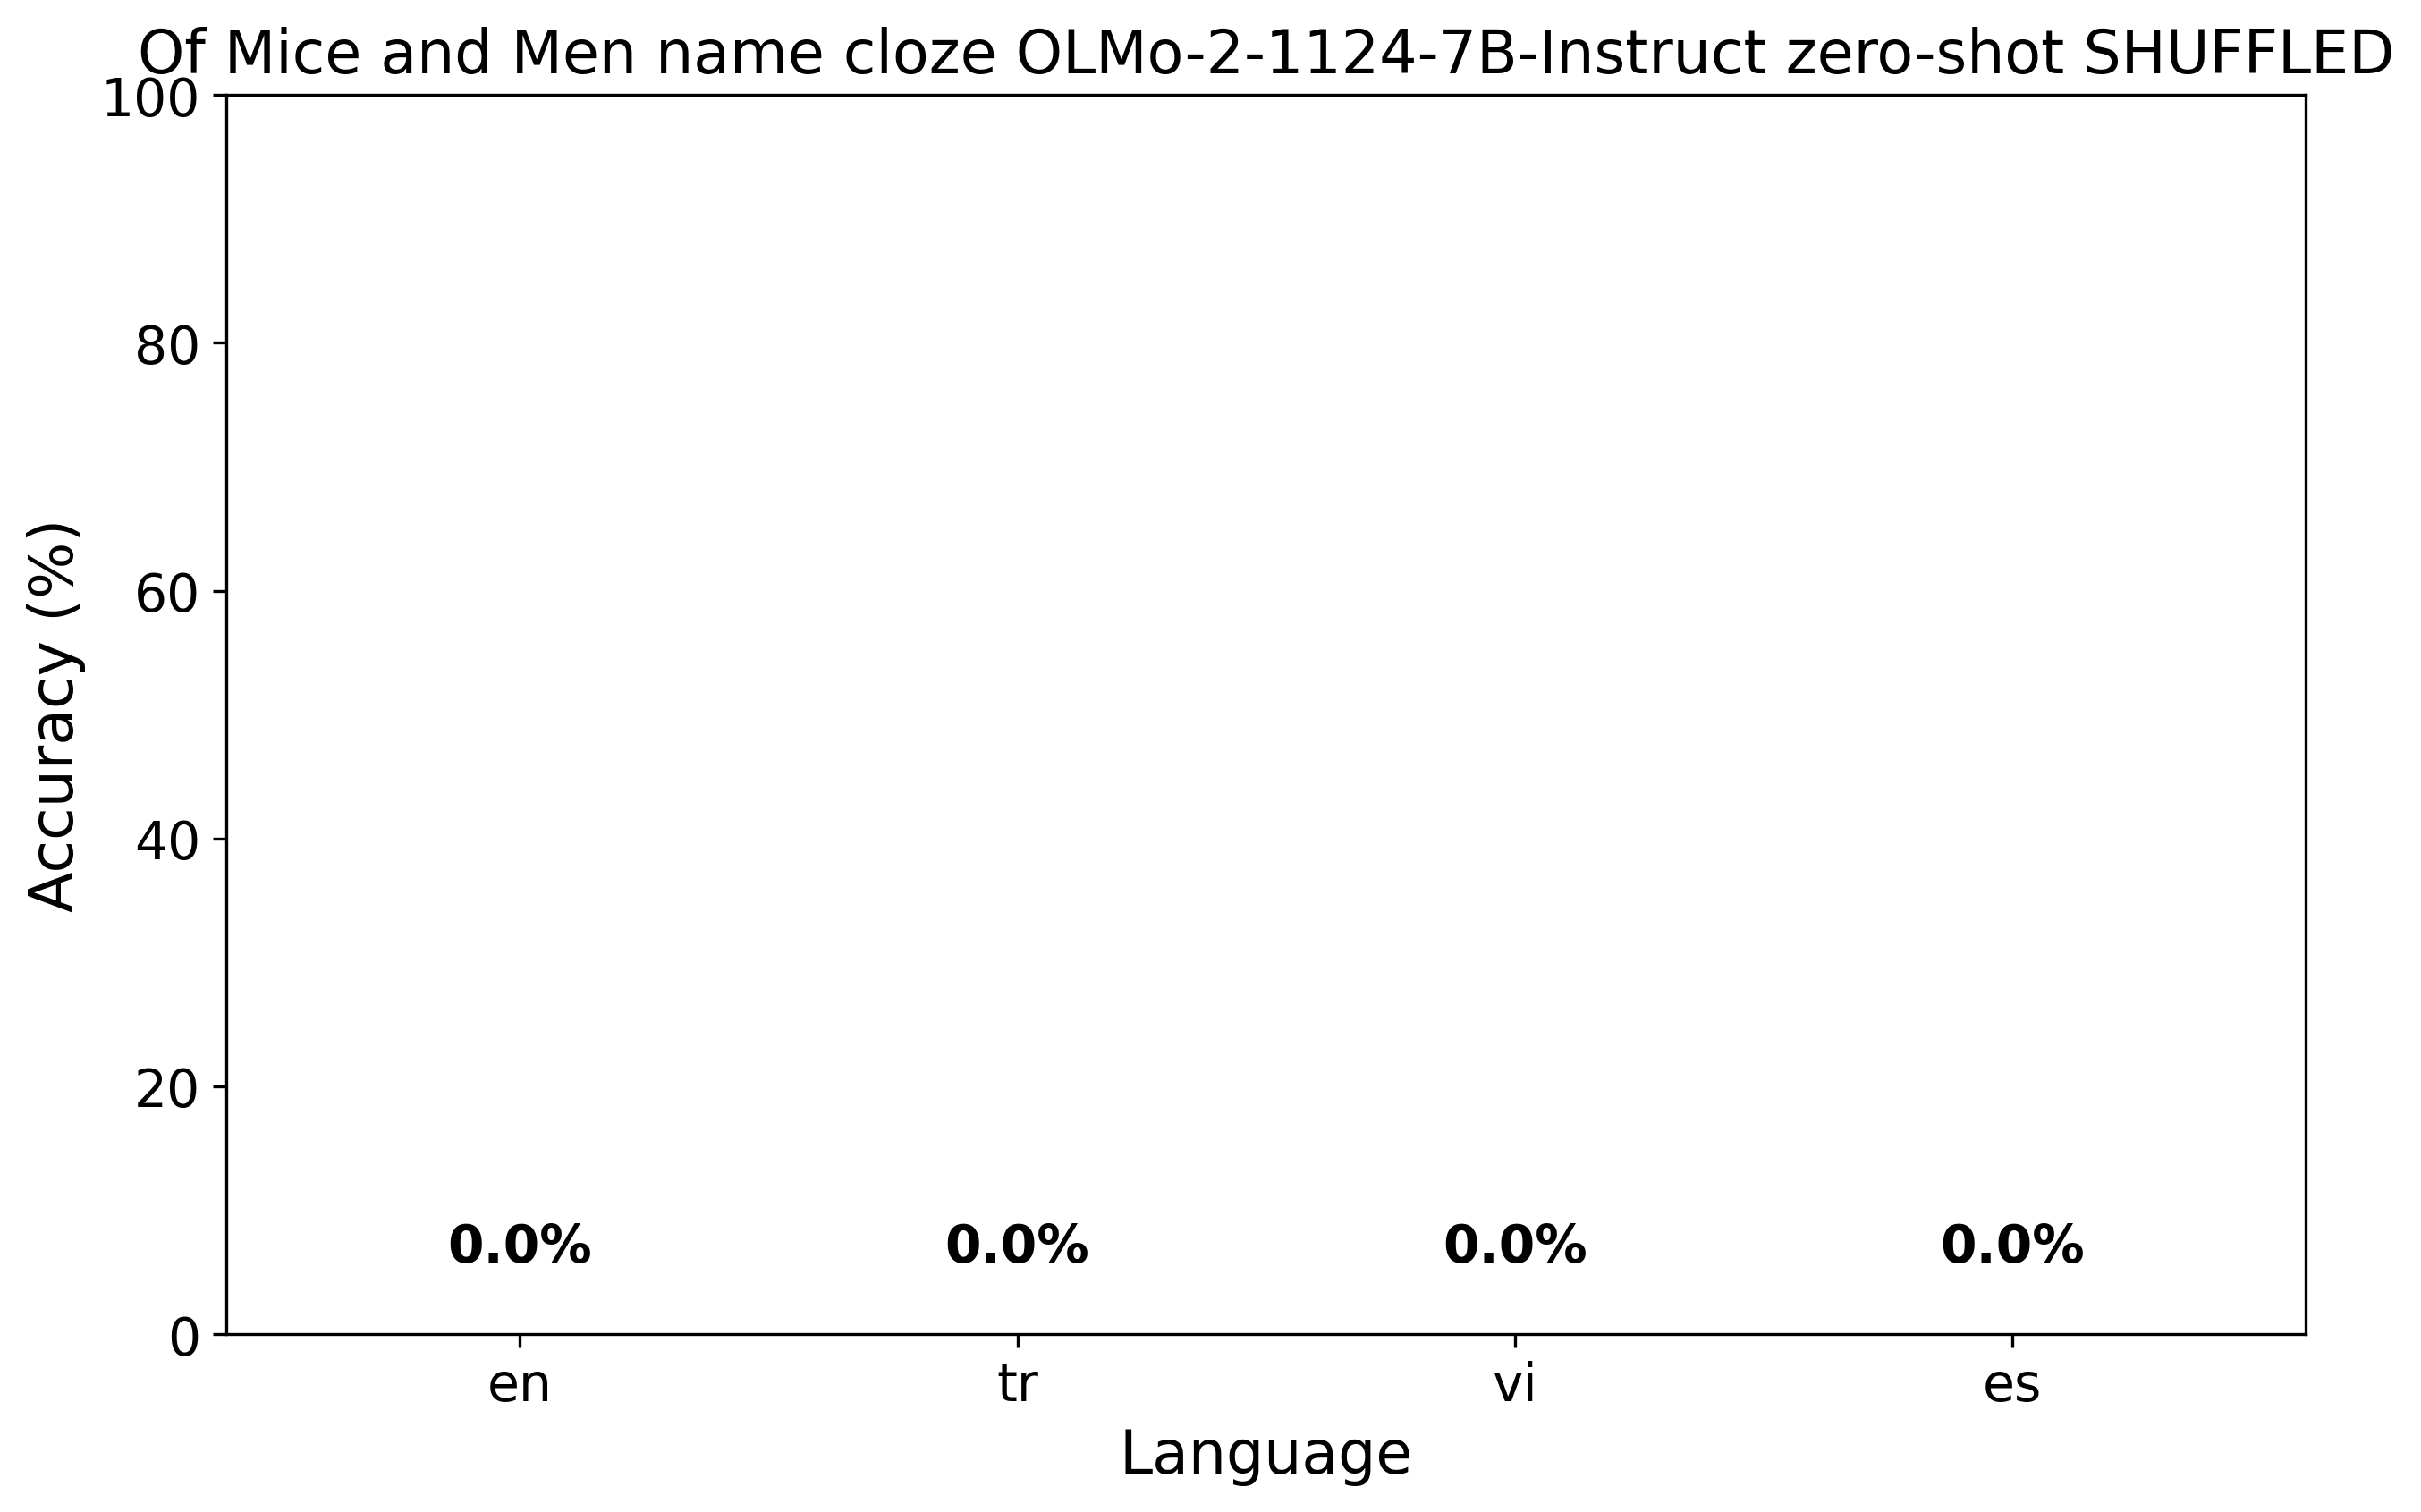 Of Mice and Men name cloze OLMo-2-1124-7B-Instruct zero-shot SHUFFLED
100
80
60
40
20
0
Accuracy (%)
0.0% 0.0% 0.0% 0.0%
en tr vi es
Language